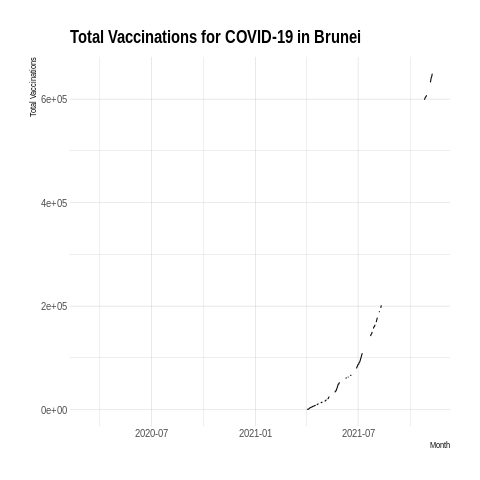 Total Vaccinations for COVID-19 in Brunei
Total Vaccinations
6e+05
4e+05
2e+05
0e+00
2020-07 2021-01 2021-07
Month